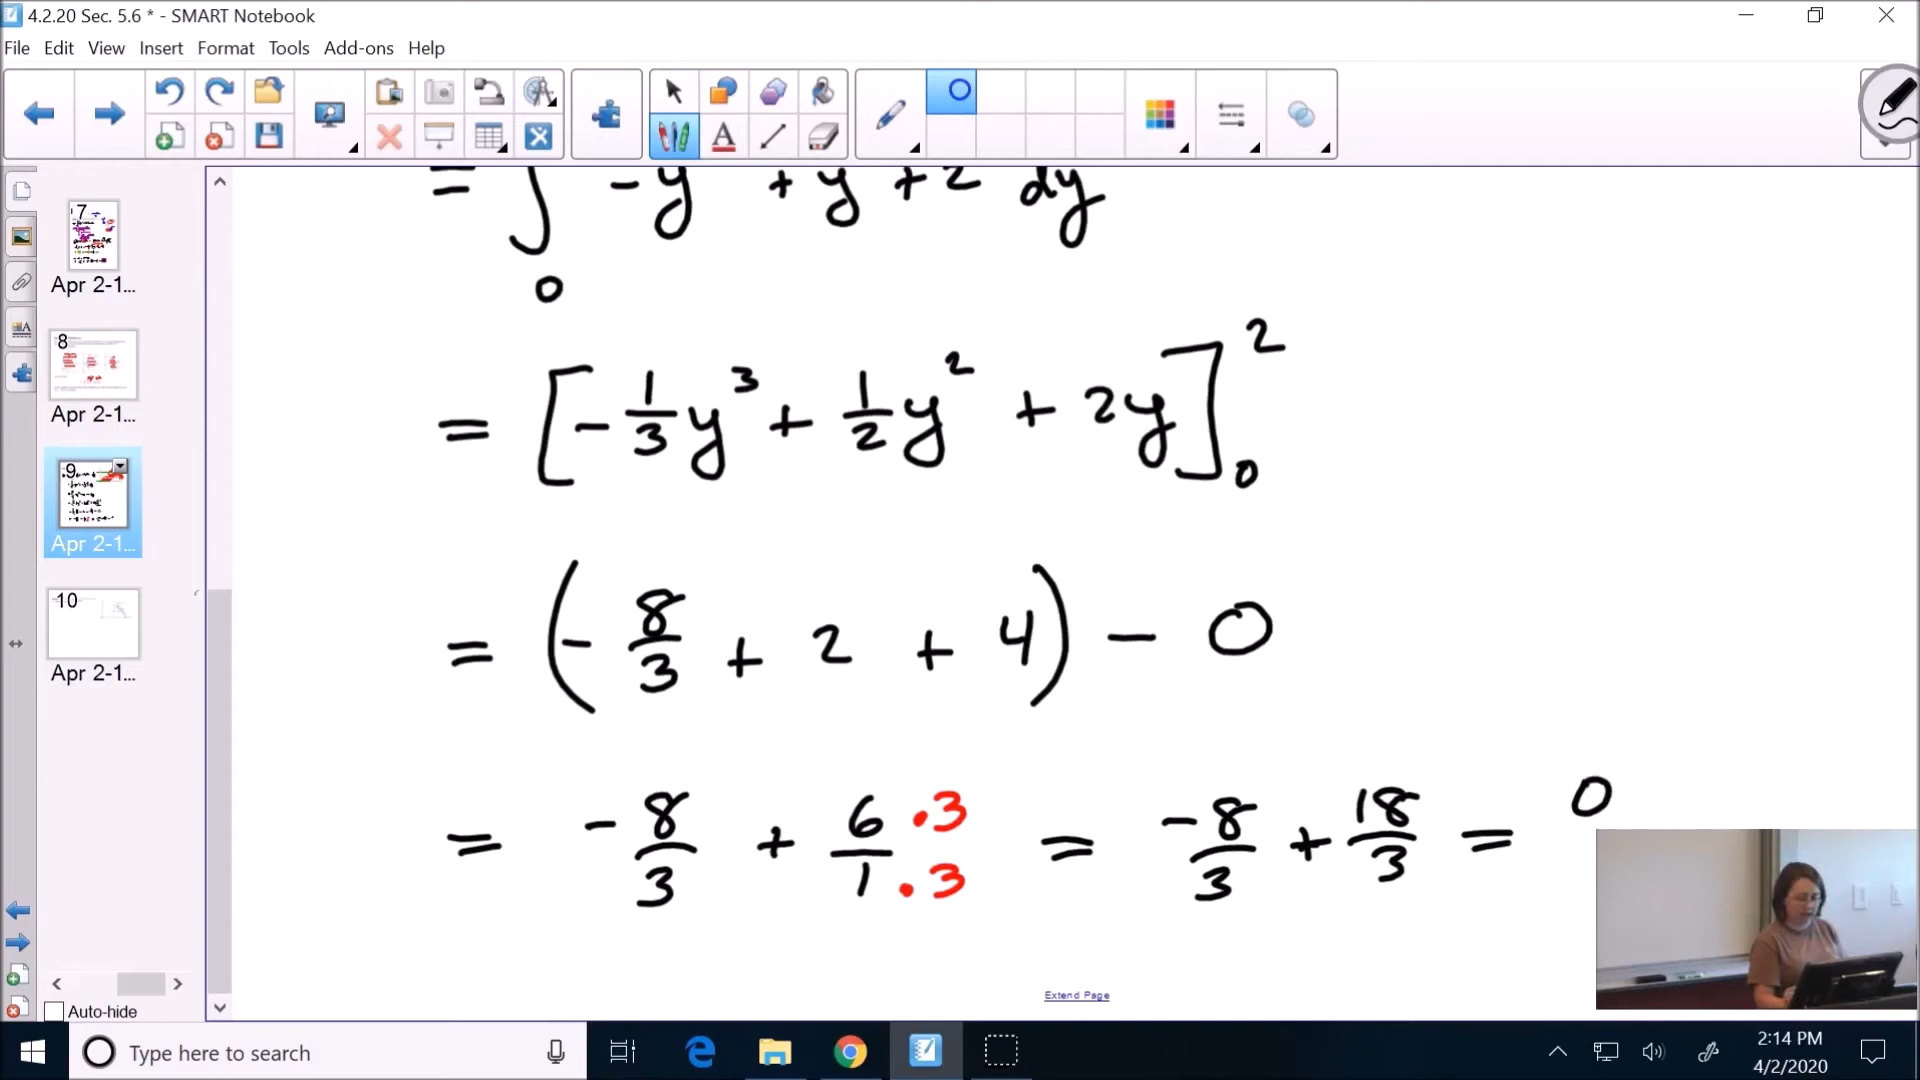 4.2.20 Sec. 5.6 * - SMART Notebook
File Edit View Insert Format Tools Add-ons Help
7
Apr 2-1...
8
Apr 2-1...
9
Apr 2-1...
10
Apr 2-1...
Auto-hide
= ∫ - y + y + 2 dy
0
= [ - 1/3 y³ + 1/2 y² + 2y ]₀²
= ( - 8/3 + 2 + 4 ) - 0
= - 8/3 + 6/1 ·3/·3 = -8/3 + 18/3 = 0
Extend Page
Type here to search
2:14 PM
4/2/2020